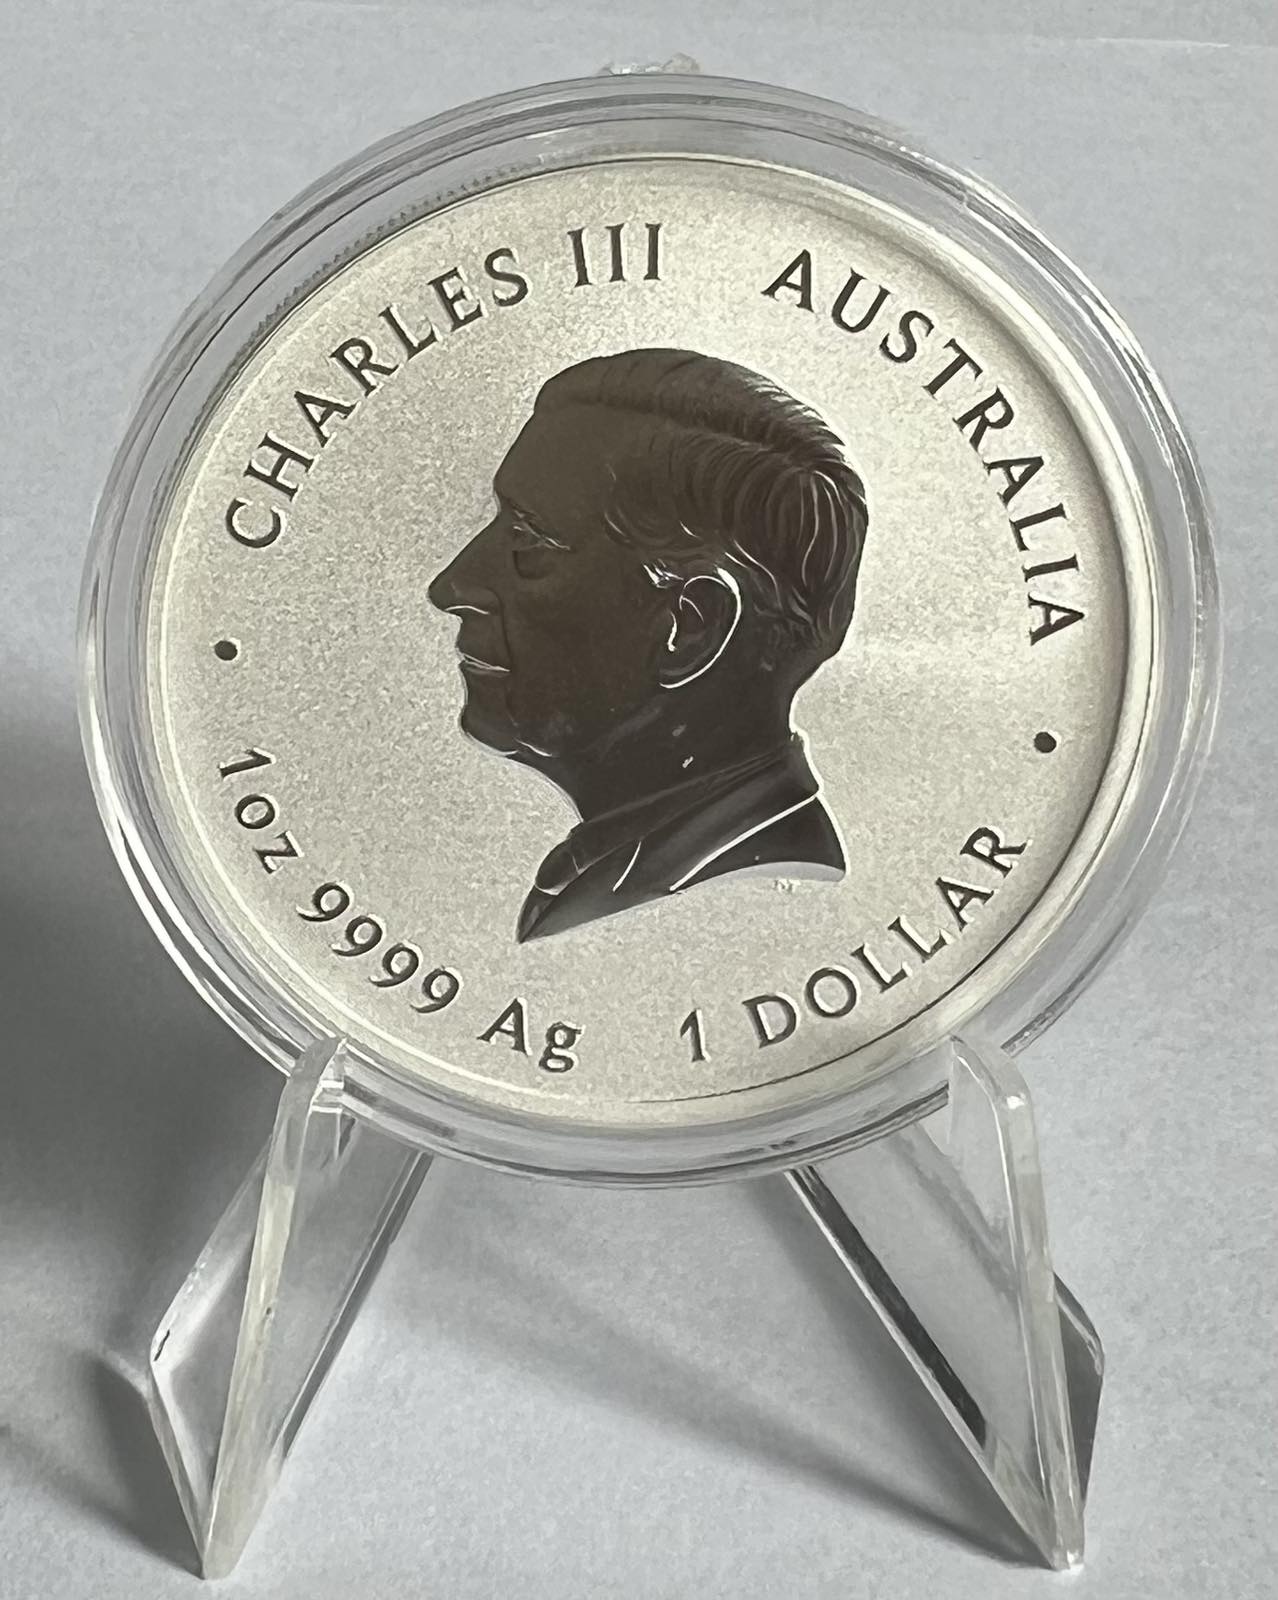 CHARLES III AUSTRALIA
1oz 9999 Ag 1 DOLLAR